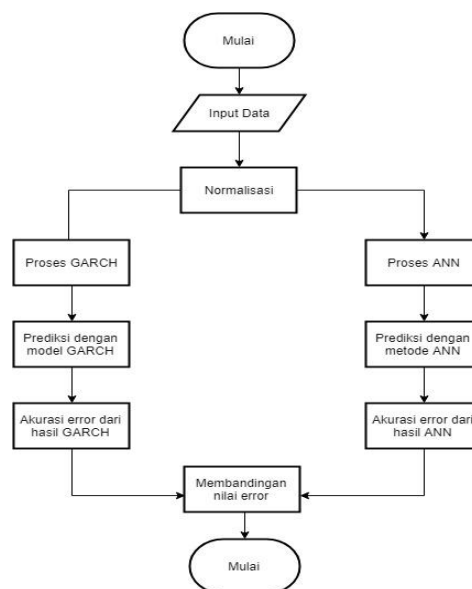 Mulai
Input Data
Normalisasi
Proses GARCH
Proses ANN
Prediksi dengan
model GARCH
Prediksi dengan
metode ANN
Akurasi error dari
hasil GARCH
Akurasi error dari
hasil ANN
Membandingan
nilai error
Mulai